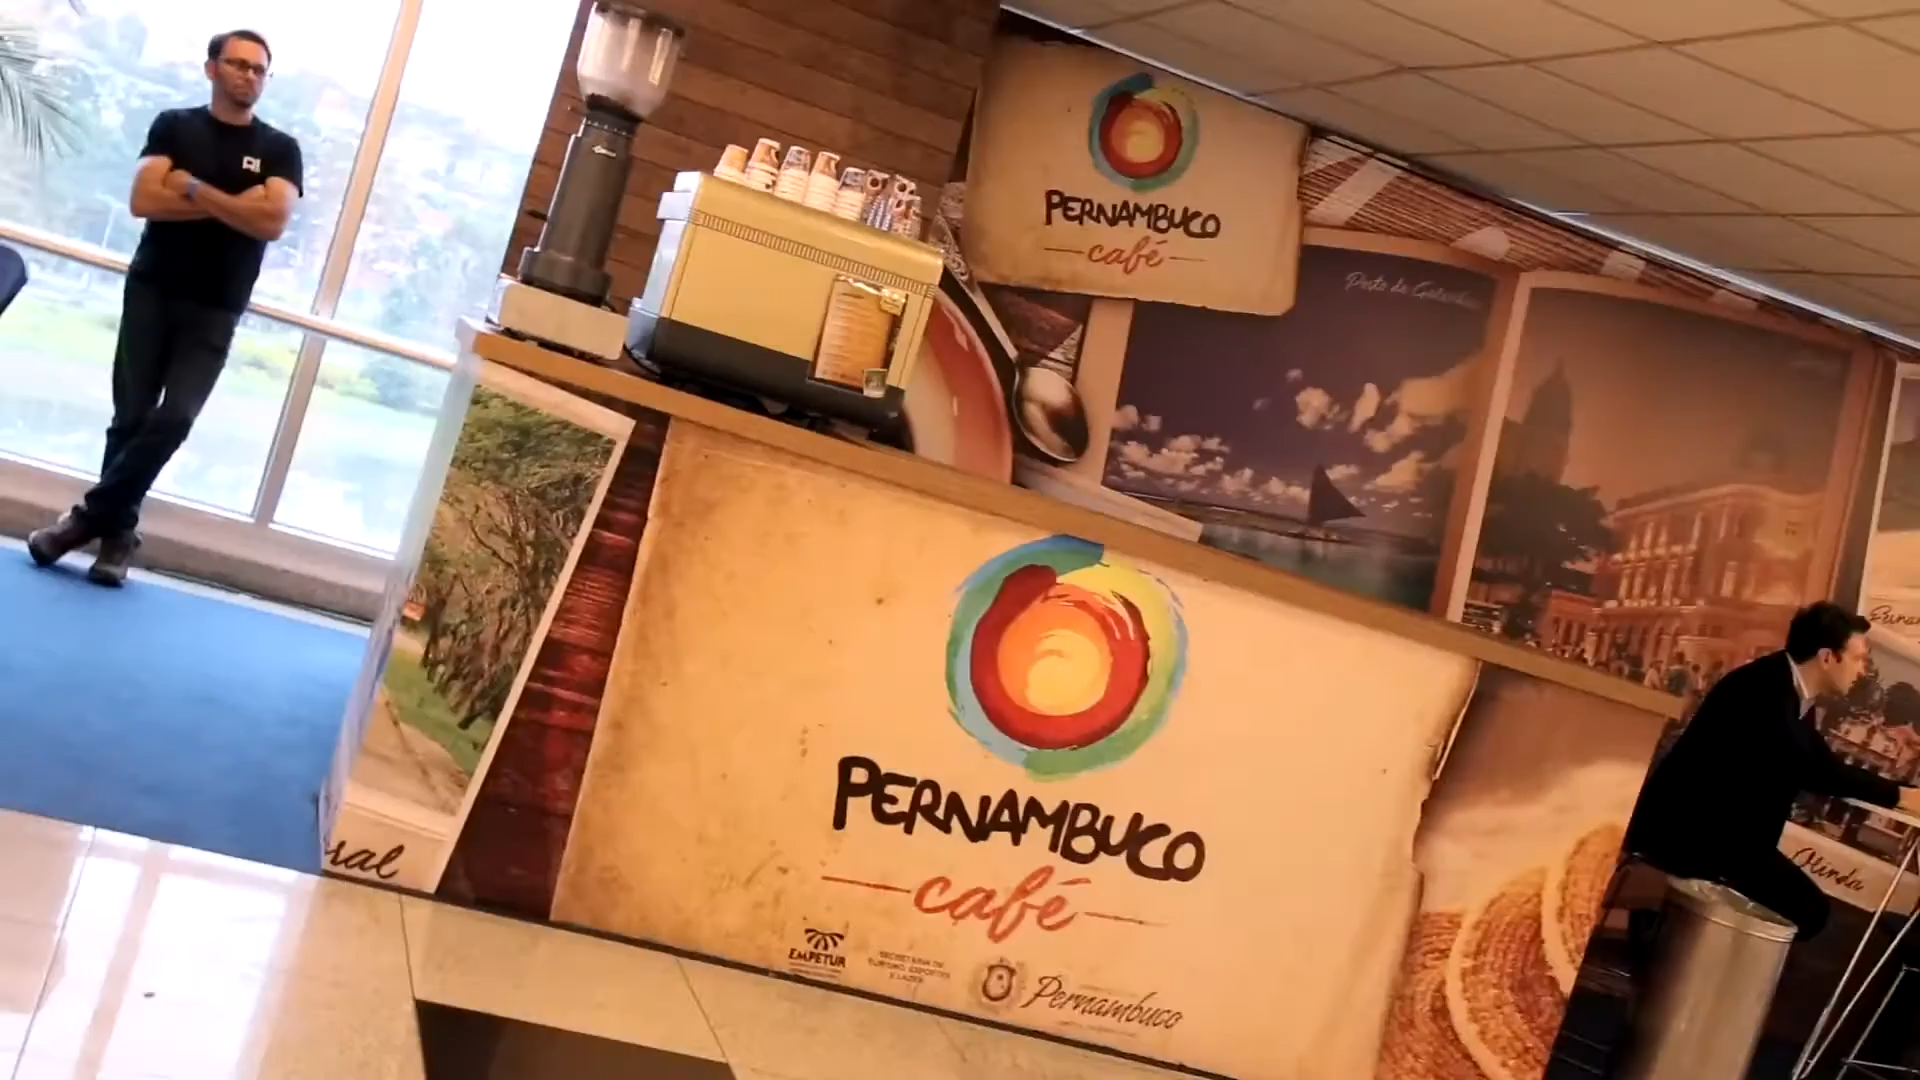 PERNAMBUCO
café
Porto de Galinhas
PERNAMBUCO
café
EMPETUR
SECRETARIA DE
TURISMO, ESPORTES
E LAZER
Pernambuco
Olinda